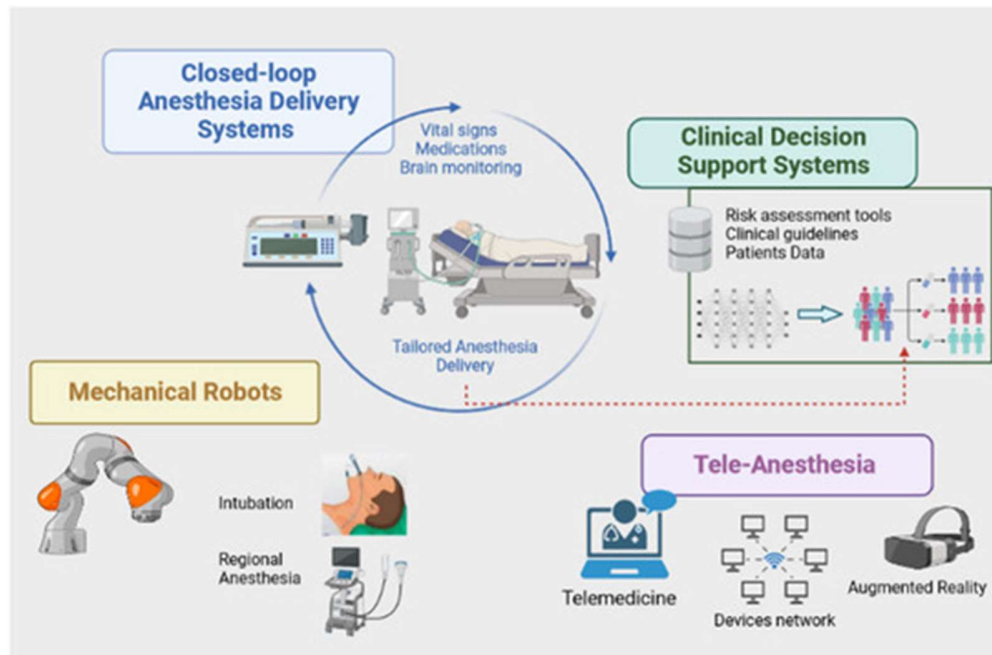 Closed-loop
Anesthesia Delivery
Systems
Vital signs
Medications
Brain monitoring
Tailored Anesthesia
Delivery
Clinical Decision
Support Systems
Risk assessment tools
Clinical guidelines
Patients Data
Mechanical Robots
Intubation
Regional
Anesthesia
Tele-Anesthesia
Telemedicine
Devices network
Augmented Reality